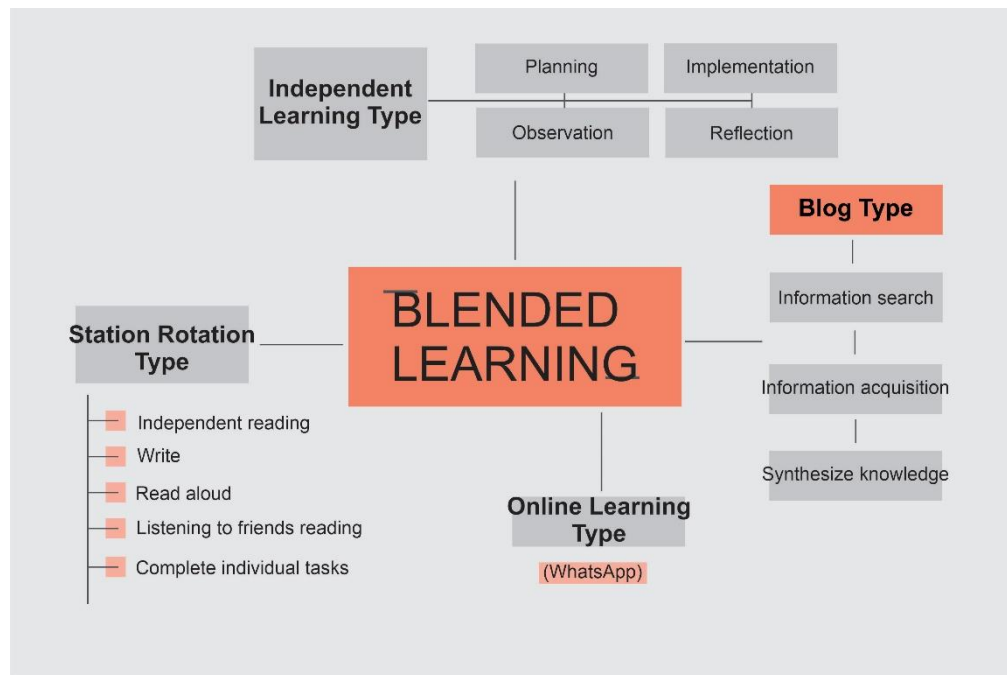 Independent
Learning Type
Planning
Implementation
Observation
Reflection
Blog Type
Information search
Information acquisition
Synthesize knowledge
BLENDED
LEARNING
Station Rotation
Type
Independent reading
Write
Read aloud
Listening to friends reading
Complete individual tasks
Online Learning
Type
(WhatsApp)